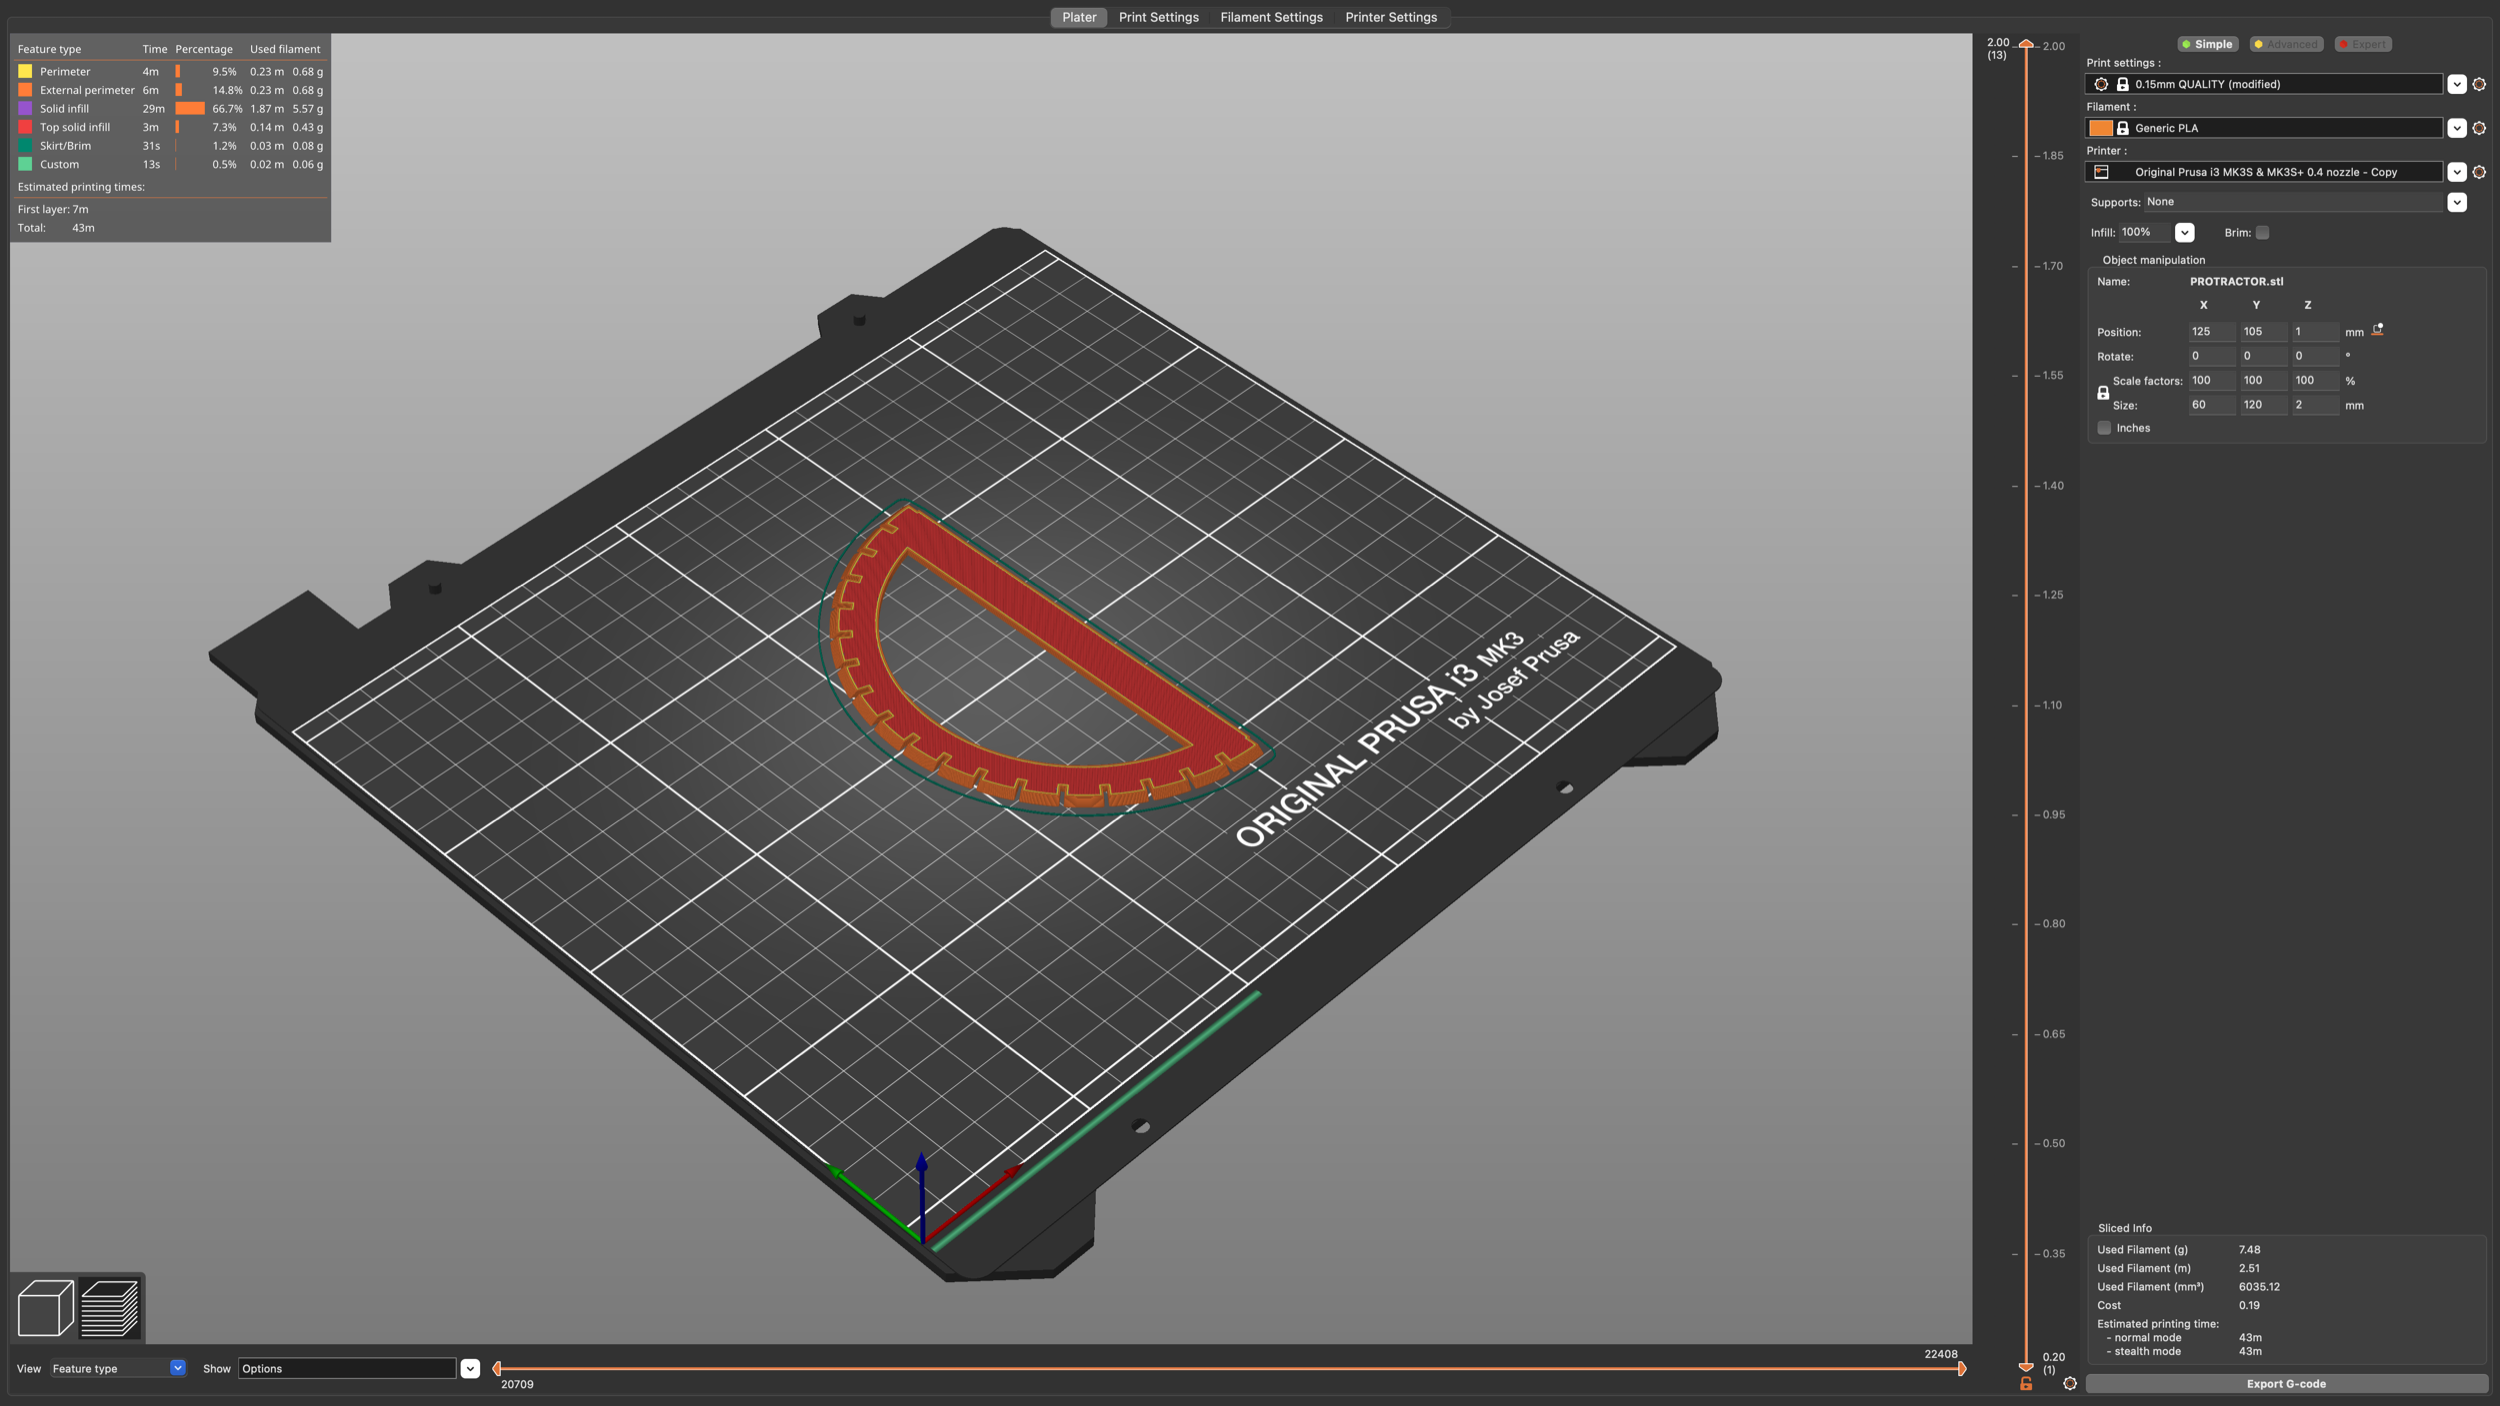 Plater Print Settings Filament Settings Printer Settings
Feature type Time Percentage Used filament
Perimeter 4m 9.5% 0.23 m 0.68 g
External perimeter 6m 14.8% 0.23 m 0.68 g
Solid infill 29m 66.7% 1.87 m 5.57 g
Top solid infill 3m 7.3% 0.14 m 0.43 g
Skirt/Brim 31s 1.2% 0.03 m 0.08 g
Custom 13s 0.5% 0.02 m 0.06 g
Estimated printing times:
First layer: 7m
Total: 43m
ORIGINAL PRUSA i3 MK3
by Josef Prusa
View Feature type Show Options
20709
22408
2.00
(13)
2.00
1.85
1.70
1.55
1.40
1.25
1.10
0.95
0.80
0.65
0.50
0.35
0.20
(1)
Simple Advanced Expert
Print settings :
0.15mm QUALITY (modified)
Filament :
Generic PLA
Printer :
Original Prusa i3 MK3S & MK3S+ 0.4 nozzle - Copy
Supports: None
Infill: 100% Brim:
Object manipulation
Name: PROTRACTOR.stl
X Y Z
Position: 125 105 1 mm
Rotate: 0 0 0 °
Scale factors: 100 100 100 %
Size: 60 120 2 mm
Inches
Sliced Info
Used Filament (g) 7.48
Used Filament (m) 2.51
Used Filament (mm³) 6035.12
Cost 0.19
Estimated printing time:
- normal mode 43m
- stealth mode 43m
Export G-code